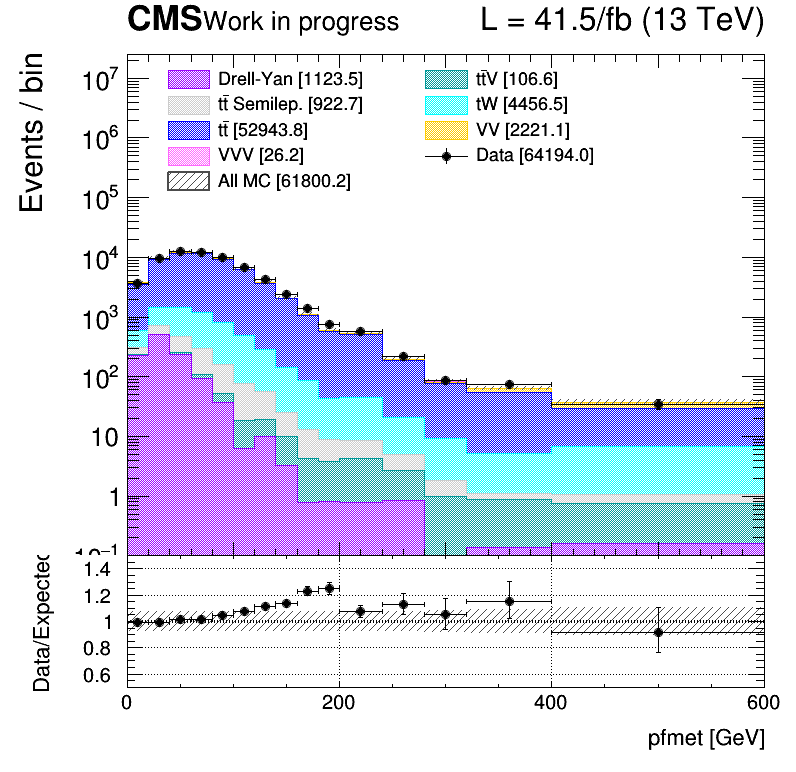 CMS Work in progress L = 41.5/fb (13 TeV)
Events / bin
Drell-Yan [1123.5] tt̄V [106.6]
tt̄ Semilep. [922.7] tW [4456.5]
tt̄ [52943.8] VV [2221.1]
VVV [26.2] Data [64194.0]
All MC [61800.2]
10⁷
10⁶
10⁵
10⁴
10³
10²
10
1
10⁻¹
Data/Expected
1.4
1.2
1
0.8
0.6
0 200 400 600
pfmet [GeV]